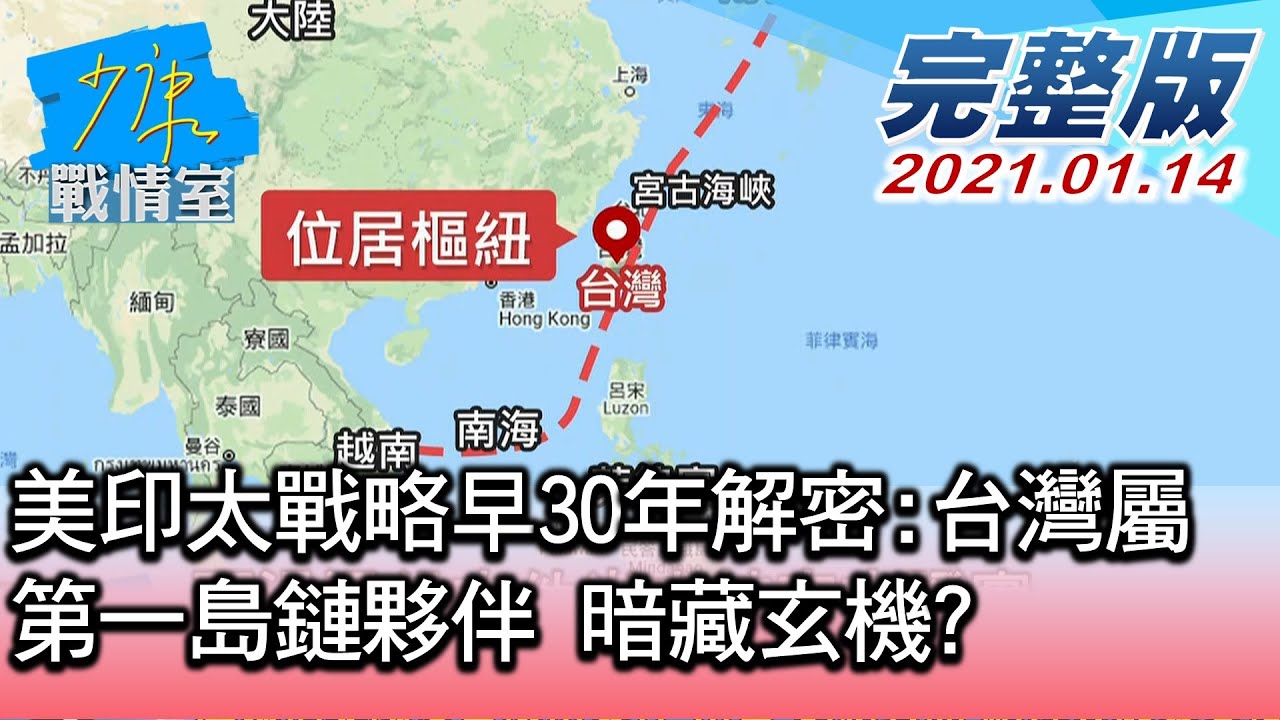 大陸
少康
戰情室
完整版
2021.01.14
上海
東海
宮古海峽
位居樞紐
台灣
孟加拉
緬甸
香港
Hong Kong
寮國
菲律賓海
泰國
呂宋
Luzon
曼谷
南海
越南
美印太戰略早30年解密:台灣屬
第一島鏈夥伴 暗藏玄機?